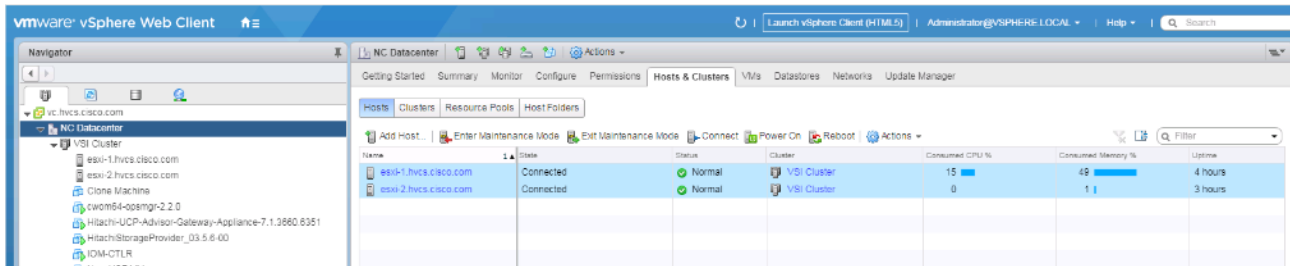 vmware vSphere Web Client
Launch vSphere Client (HTML5) | Administrator@VSPHERE.LOCAL | Help | Search
Navigator
NC Datacenter Actions
Getting Started Summary Monitor Configure Permissions Hosts & Clusters VMs Datastores Networks Update Manager
vc.hvcs.cisco.com
NC Datacenter
VSI Cluster
esxi-1.hvcs.cisco.com
esxi-2.hvcs.cisco.com
Clone Machine
cwom64-opsmgr-2.2.0
Hitachi-UCP-Advisor-Gateway-Appliance-7.1.3660.6351
HitachiStorageProvider_03.5.6-00
IOM-CTLR
Hosts Clusters Resource Pools Host Folders
Add Host... Enter Maintenance Mode Exit Maintenance Mode Connect Power On Reboot Actions Filter
Name 1 State Status Cluster Consumed CPU % Consumed Memory % Uptime
esxi-1.hvcs.cisco.com Connected Normal VSI Cluster 15 49 4 hours
esxi-2.hvcs.cisco.com Connected Normal VSI Cluster 0 1 3 hours